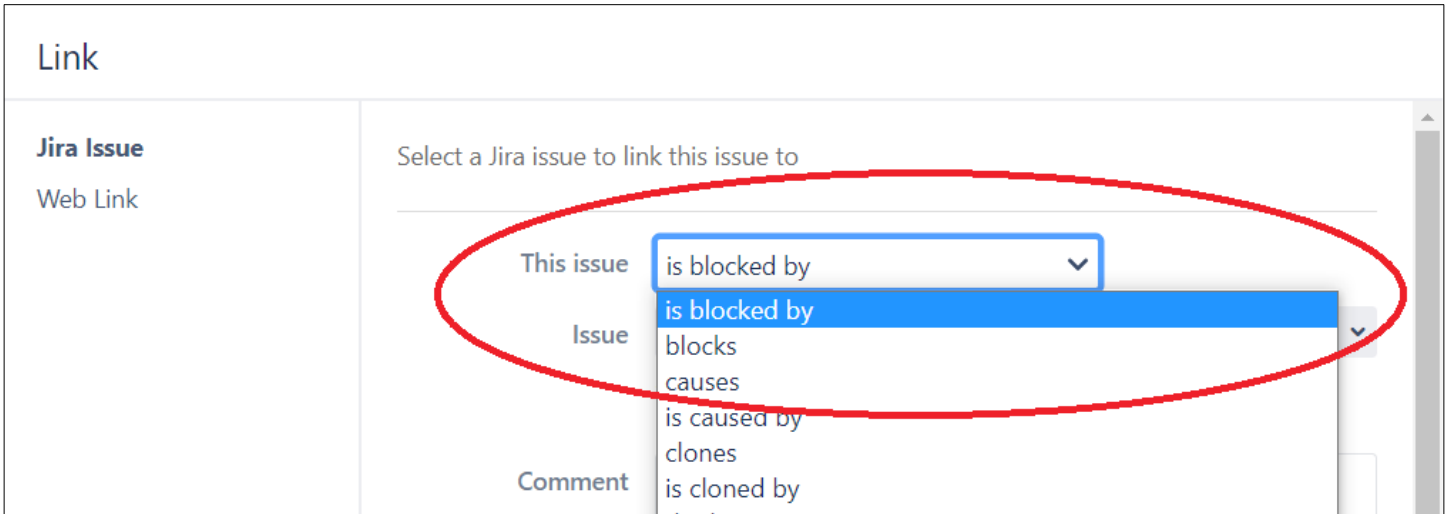 Link
Jira Issue
Web Link
Select a Jira issue to link this issue to
This issue
is blocked by
is blocked by
Issue
blocks
causes
is caused by
clones
Comment
is cloned by